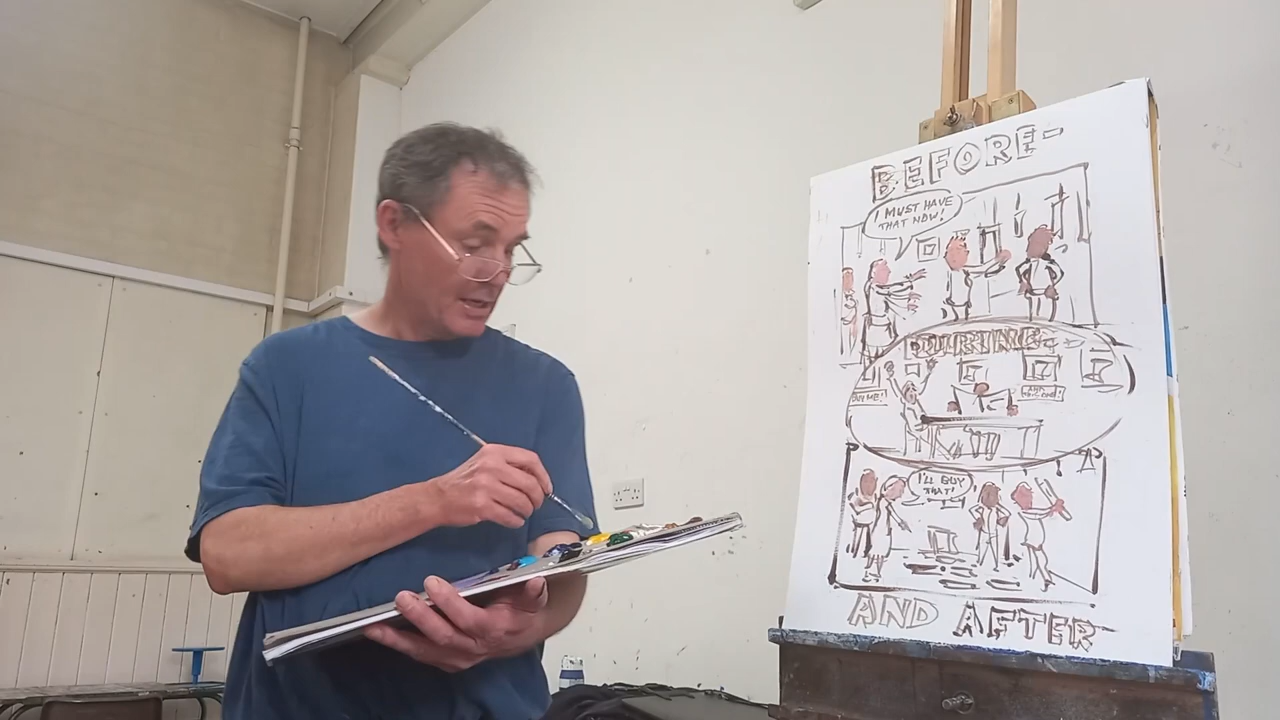 BEFORE-
I MUST HAVE
THAT NOW!
DURING-
BUY ME!
I'LL BUY
THAT!
AND AFTER-